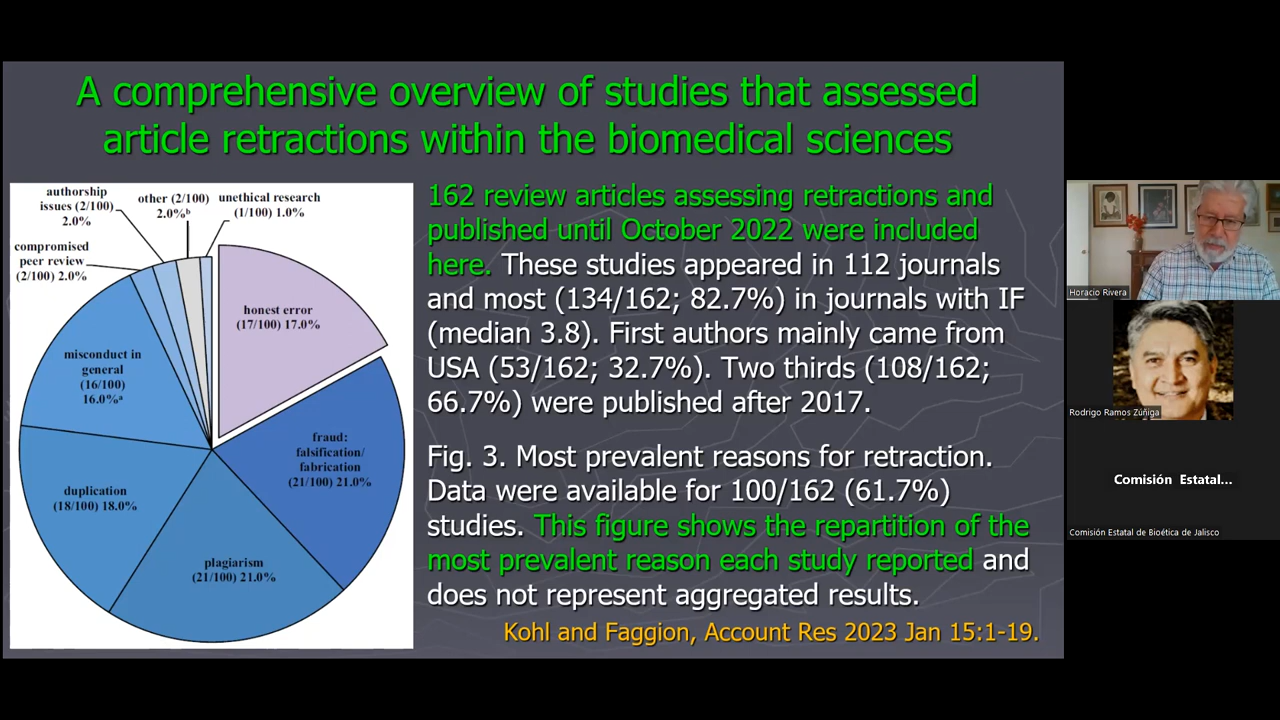 A comprehensive overview of studies that assessed
article retractions within the biomedical sciences
authorship
issues (2/100)
2.0%
other (2/100)
2.0%ᵇ
unethical research
(1/100) 1.0%
compromised
peer review
(2/100) 2.0%
honest error
(17/100) 17.0%
misconduct in
general
(16/100)
16.0%ᵃ
fraud:
falsification/
fabrication
(21/100) 21.0%
duplication
(18/100) 18.0%
plagiarism
(21/100) 21.0%
162 review articles assessing retractions and
published until October 2022 were included
here. These studies appeared in 112 journals
and most (134/162; 82.7%) in journals with IF
(median 3.8). First authors mainly came from
USA (53/162; 32.7%). Two thirds (108/162;
66.7%) were published after 2017.
Fig. 3. Most prevalent reasons for retraction.
Data were available for 100/162 (61.7%)
studies. This figure shows the repartition of the
most prevalent reason each study reported and
does not represent aggregated results.
Kohl and Faggion, Account Res 2023 Jan 15:1-19.
Horacio Rivera
Rodrigo Ramos Zúñiga
Comisión Estatal...
Comisión Estatal de Bioética de Jalisco